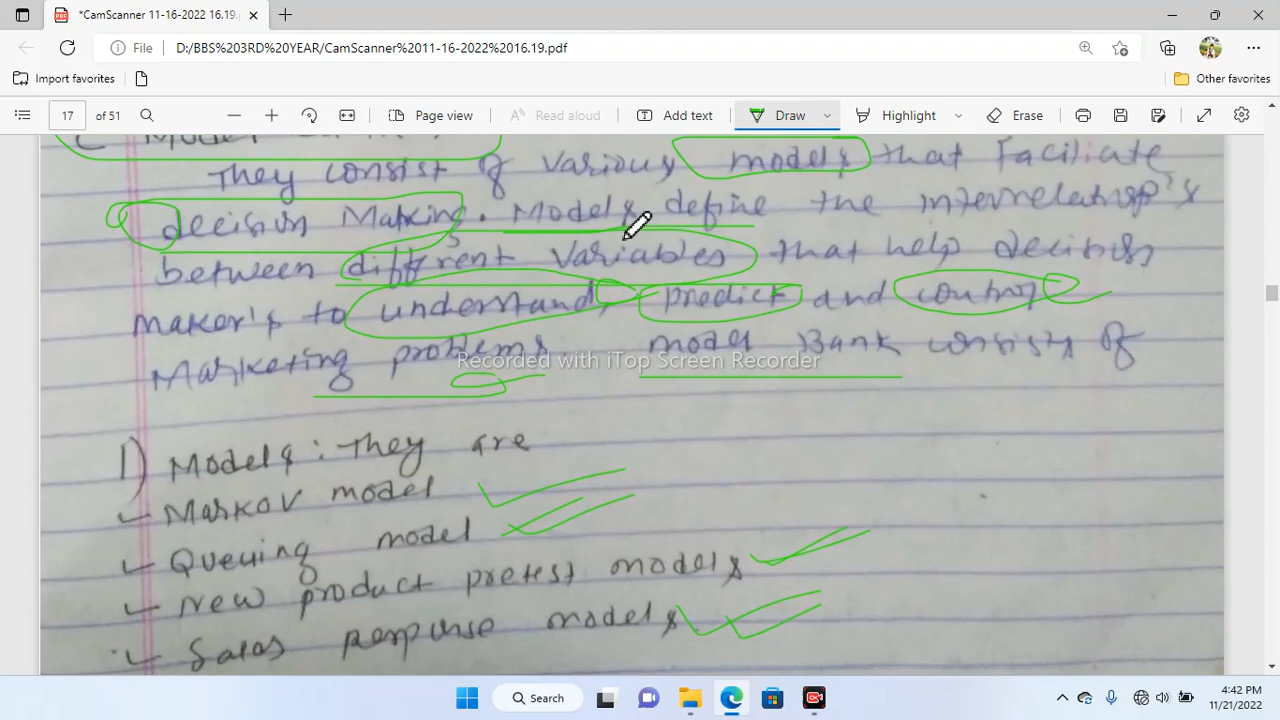 *CamScanner 11-16-2022 16.19.
File D:/BBS%203RD%20YEAR/CamScanner%2011-16-2022%2016.19.pdf
Import favorites
Other favorites
17 of 51
Page view
Read aloud
Add text
Draw
Highlight
Erase
They consist of various models that Faciliate
decision Making. Models define the interrelatiop's
between different variables that help decision
Maker's to understand, predict and control
Marketing problems model Bank consists of
Recorded with iTop Screen Recorder
1) Models: They are
- Markov model
- Queuing model
- New product pretest models
- Sales response models
Search
4:42 PM
11/21/2022